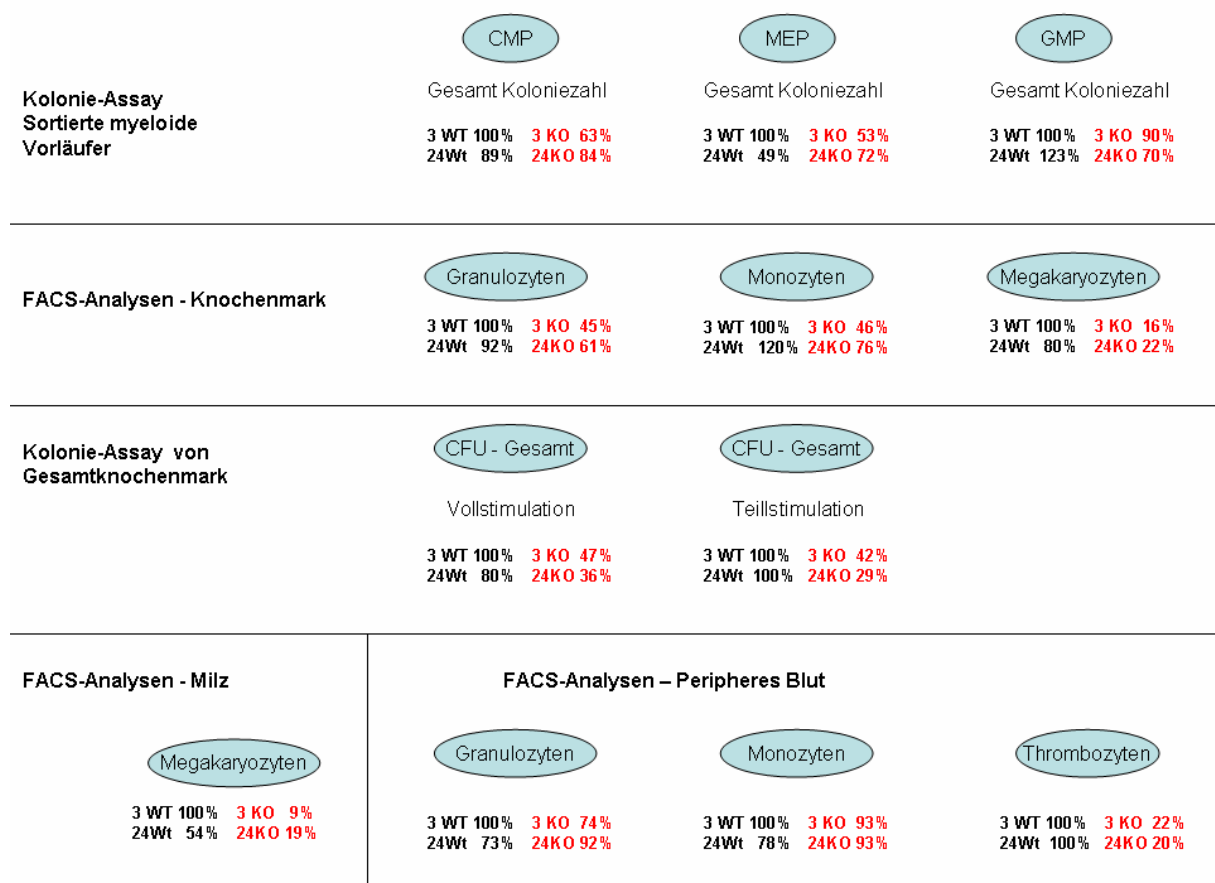 CMP MEP GMP
Kolonie-Assay
Sortierte myeloide
Vorläufer
Gesamt Koloniezahl Gesamt Koloniezahl Gesamt Koloniezahl
3 WT 100% 3 KO 63% 3 WT 100% 3 KO 53% 3 WT 100% 3 KO 90%
24Wt 89% 24KO 84% 24Wt 49% 24KO 72% 24Wt 123% 24KO 70%
FACS-Analysen - Knochenmark
Granulozyten Monozyten Megakaryozyten
3 WT 100% 3 KO 45% 3 WT 100% 3 KO 46% 3 WT 100% 3 KO 16%
24Wt 92% 24KO 61% 24Wt 120% 24KO 76% 24Wt 80% 24KO 22%
Kolonie-Assay von
Gesamtknochenmark
CFU - Gesamt CFU - Gesamt
Vollstimulation Teillstimulation
3 WT 100% 3 KO 47% 3 WT 100% 3 KO 42%
24Wt 80% 24KO 36% 24Wt 100% 24KO 29%
FACS-Analysen - Milz
Megakaryozyten
3 WT 100% 3 KO 9%
24Wt 54% 24KO 19%
FACS-Analysen – Peripheres Blut
Granulozyten Monozyten Thrombozyten
3 WT 100% 3 KO 74% 3 WT 100% 3 KO 93% 3 WT 100% 3 KO 22%
24Wt 73% 24KO 92% 24Wt 78% 24KO 93% 24Wt 100% 24KO 20%